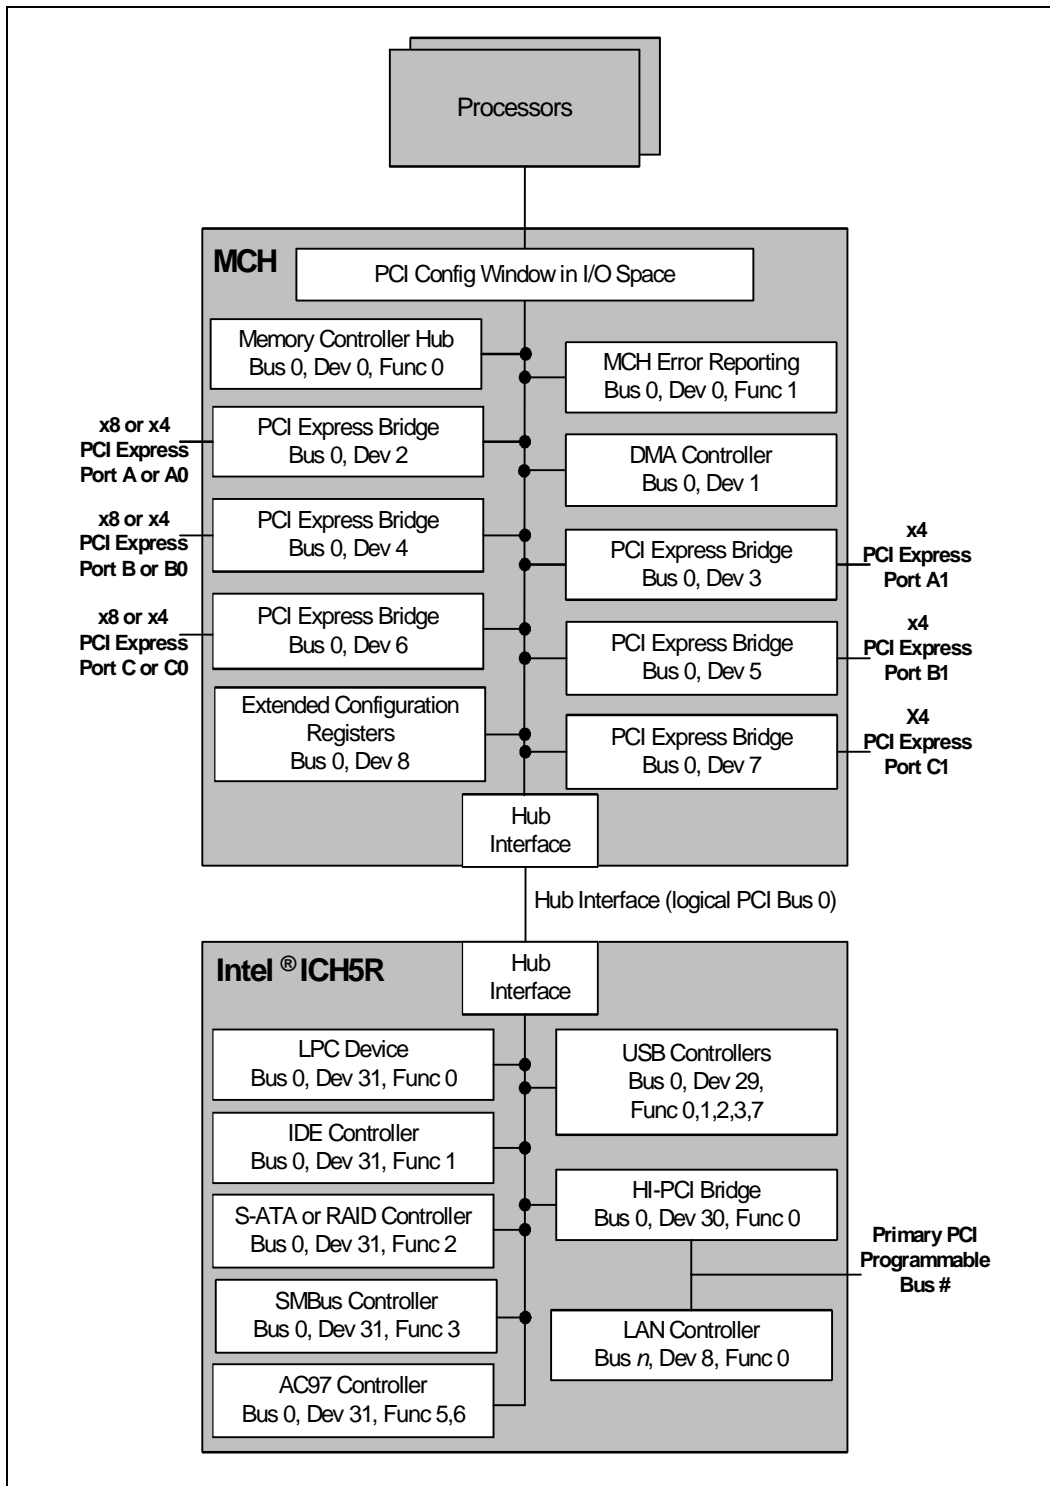 Processors
MCH
PCI Config Window in I/O Space
Memory Controller Hub
Bus 0, Dev 0, Func 0
MCH Error Reporting
Bus 0, Dev 0, Func 1
x8 or x4
PCI Express
Port A or A0
PCI Express Bridge
Bus 0, Dev 2
DMA Controller
Bus 0, Dev 1
x8 or x4
PCI Express
Port B or B0
PCI Express Bridge
Bus 0, Dev 4
PCI Express Bridge
Bus 0, Dev 3
x4
PCI Express
Port A1
x8 or x4
PCI Express
Port C or C0
PCI Express Bridge
Bus 0, Dev 6
PCI Express Bridge
Bus 0, Dev 5
x4
PCI Express
Port B1
Extended Configuration
Registers
Bus 0, Dev 8
PCI Express Bridge
Bus 0, Dev 7
X4
PCI Express
Port C1
Hub
Interface
Hub Interface (logical PCI Bus 0)
Intel ® ICH5R
Hub
Interface
LPC Device
Bus 0, Dev 31, Func 0
USB Controllers
Bus 0, Dev 29,
Func 0,1,2,3,7
IDE Controller
Bus 0, Dev 31, Func 1
HI-PCI Bridge
Bus 0, Dev 30, Func 0
S-ATA or RAID Controller
Bus 0, Dev 31, Func 2
Primary PCI
Programmable
Bus #
SMBus Controller
Bus 0, Dev 31, Func 3
LAN Controller
Bus n, Dev 8, Func 0
AC97 Controller
Bus 0, Dev 31, Func 5,6